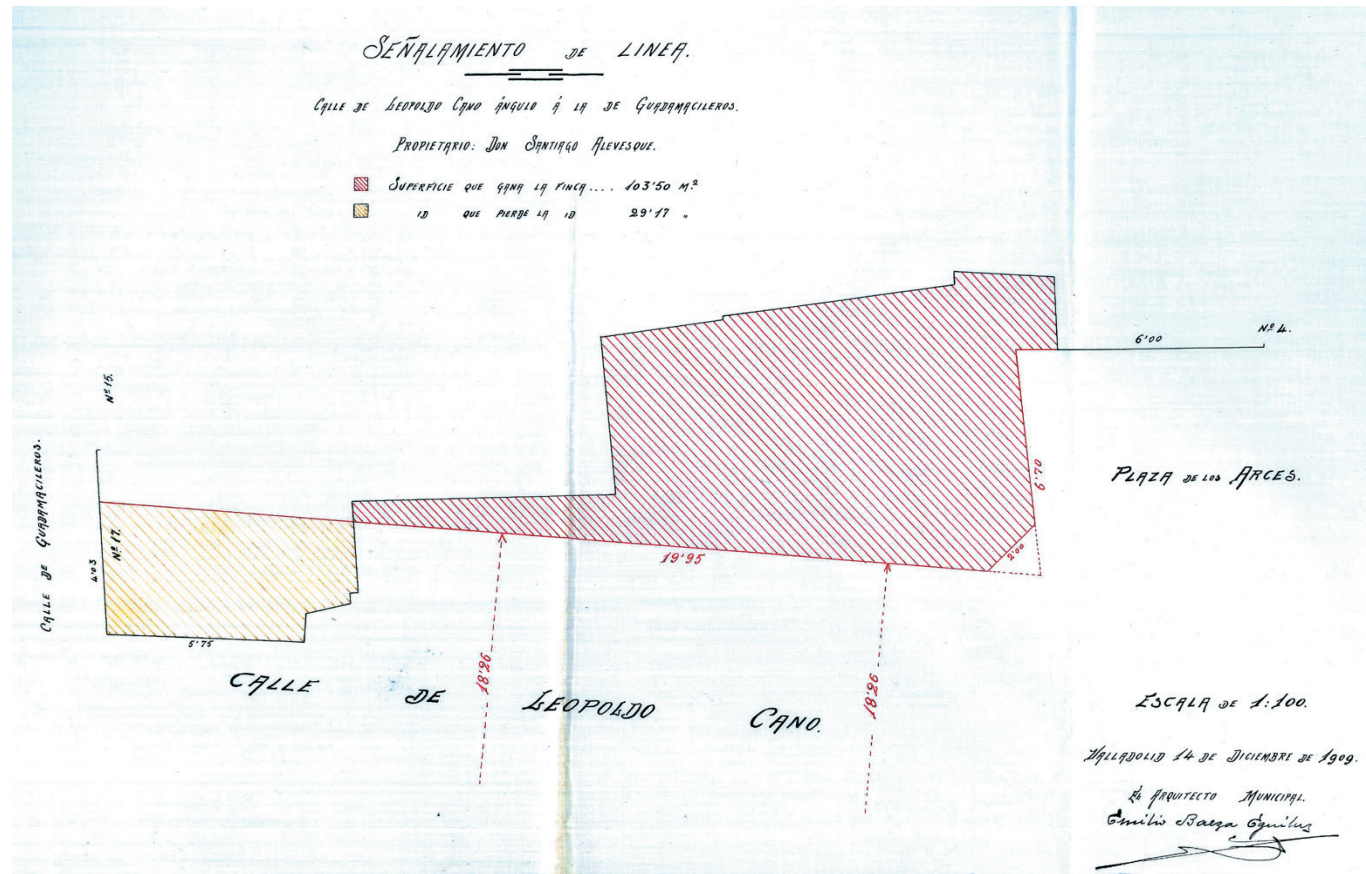 SEÑALAMIENTO DE LINEA.
CALLE DE LEOPOLDO CANO ÁNGULO Á LA DE GUADAMACILEROS.
PROPIETARIO: DON SANTIAGO ALEVESQUE.
SUPERFICIE QUE GANA LA FINCA.... 103'50 M.²
ID QUE PIERDE LA ID 29'17 "
Nº 4.
6'00
Nº 15.
CALLE DE GUADAMACILEROS.
PLAZA DE LOS ARCES.
6'70
Nº 17.
4'03
2'00
19'95
5'75
CALLE DE LEOPOLDO CANO.
18'26
18'26
ESCALA DE 1:100.
VALLADOLID 14 DE DICIEMBRE DE 1909.
EL ARQUITECTO MUNICIPAL.
Emilio Baeza Eguiluz